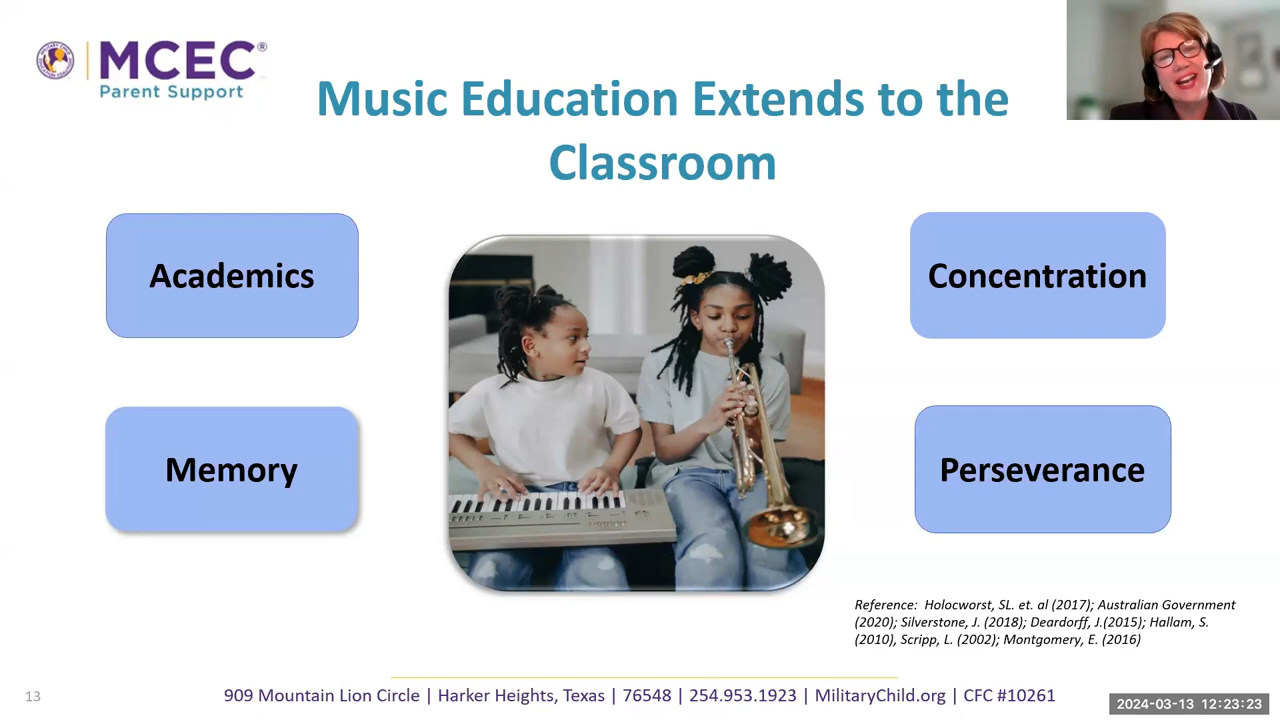 MCEC®
Parent Support
Music Education Extends to the
Classroom
Academics
Concentration
Memory
Perseverance
Reference: Holocworst, SL. et. al (2017); Australian Government
(2020); Silverstone, J. (2018); Deardorff, J.(2015); Hallam, S.
(2010), Scripp, L. (2002); Montgomery, E. (2016)
13
909 Mountain Lion Circle | Harker Heights, Texas | 76548 | 254.953.1923 | MilitaryChild.org | CFC #10261
2024-03-13 12:23:23